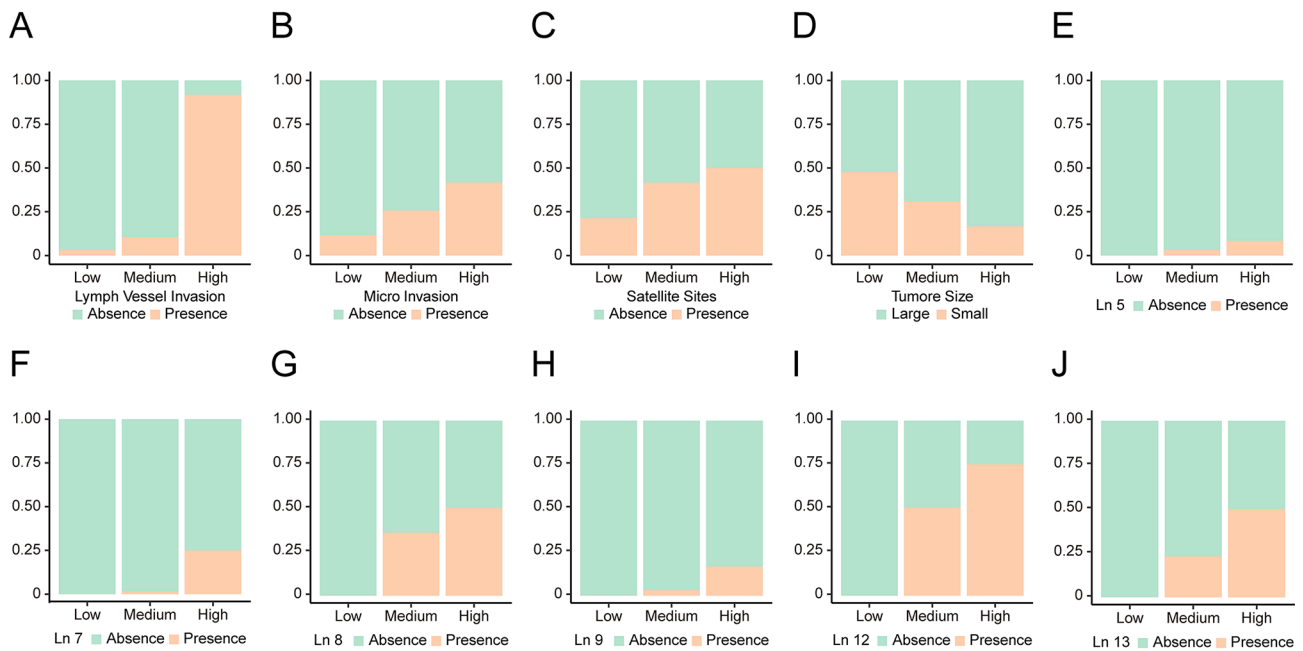 A
B
C
D
E
1.00
0.75
0.50
0.25
0
Low Medium High
Lymph Vessel Invasion
Absence Presence
1.00
0.75
0.50
0.25
0
Low Medium High
Micro Invasion
Absence Presence
1.00
0.75
0.50
0.25
0
Low Medium High
Satellite Sites
Absence Presence
1.00
0.75
0.50
0.25
0
Low Medium High
Tumore Size
Large Small
1.00
0.75
0.50
0.25
0
Low Medium High
Ln 5 Absence Presence
F
G
H
I
J
1.00
0.75
0.50
0.25
0
Low Medium High
Ln 7 Absence Presence
1.00
0.75
0.50
0.25
0
Low Medium High
Ln 8 Absence Presence
1.00
0.75
0.50
0.25
0
Low Medium High
Ln 9 Absence Presence
1.00
0.75
0.50
0.25
0
Low Medium High
Ln 12 Absence Presence
1.00
0.75
0.50
0.25
0
Low Medium High
Ln 13 Absence Presence